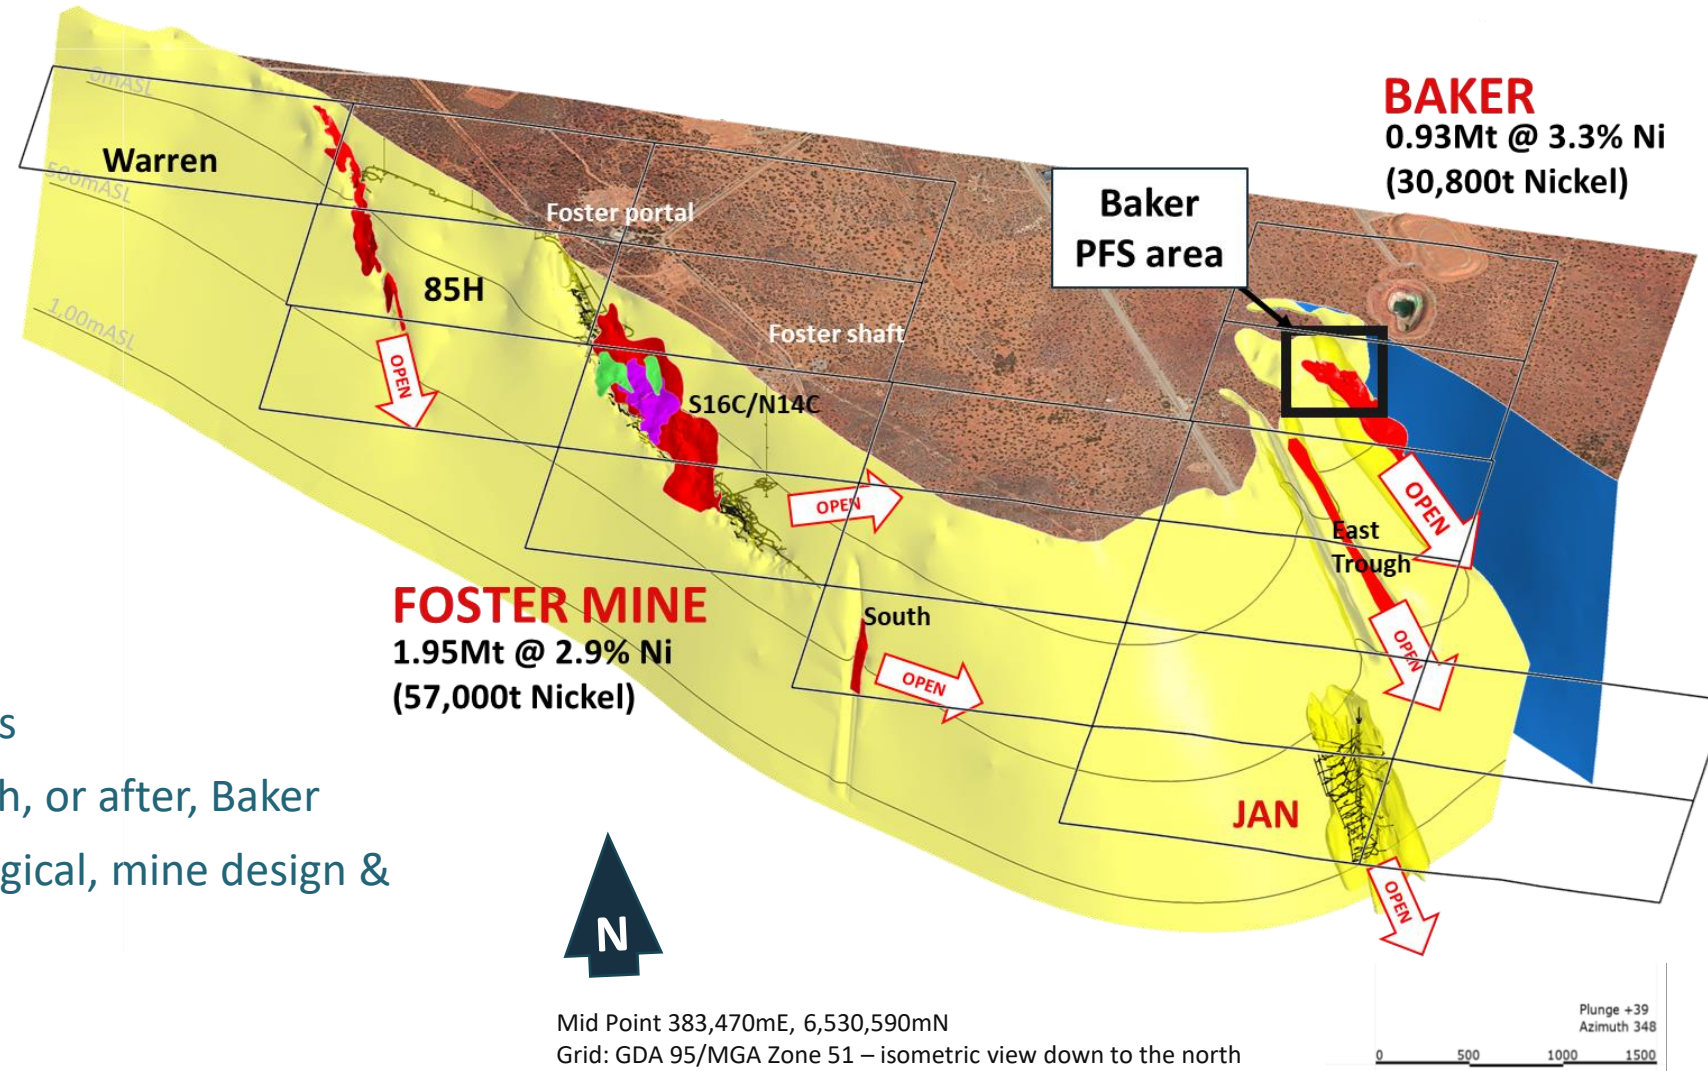 BAKER
0.93Mt @ 3.3% Ni
(30,800t Nickel)
0mASL
Warren
500mASL
Baker
PFS area
Foster portal
85H
1,00mASL
Foster shaft
OPEN
S16C/N14C
OPEN
OPEN
East
Trough
FOSTER MINE
1.95Mt @ 2.9% Ni
(57,000t Nickel)
South
OPEN
OPEN
s
h, or after, Baker
gical, mine design &
JAN
OPEN
N
Mid Point 383,470mE, 6,530,590mN
Grid: GDA 95/MGA Zone 51 – isometric view down to the north
Plunge +39
Azimuth 348
0 500 1000 1500